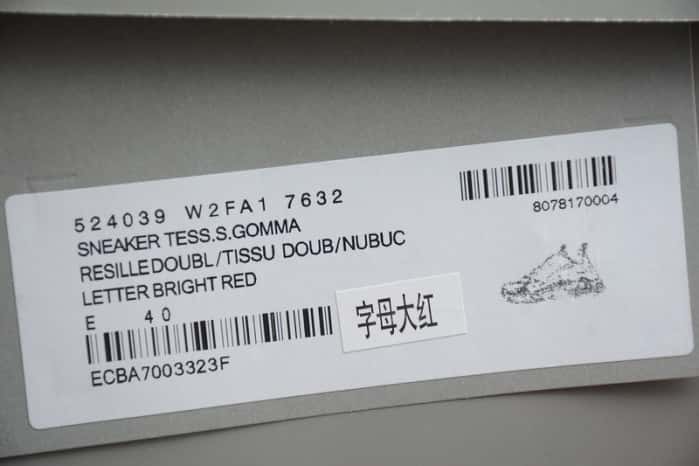 524039 W2FA1 7632
SNEAKER TESS.S.GOMMA
RESILLEDOUBL/TISSU DOUB/NUBUC
LETTER BRIGHT RED
E 40
ECBA7003323F
字母大红
8078170004